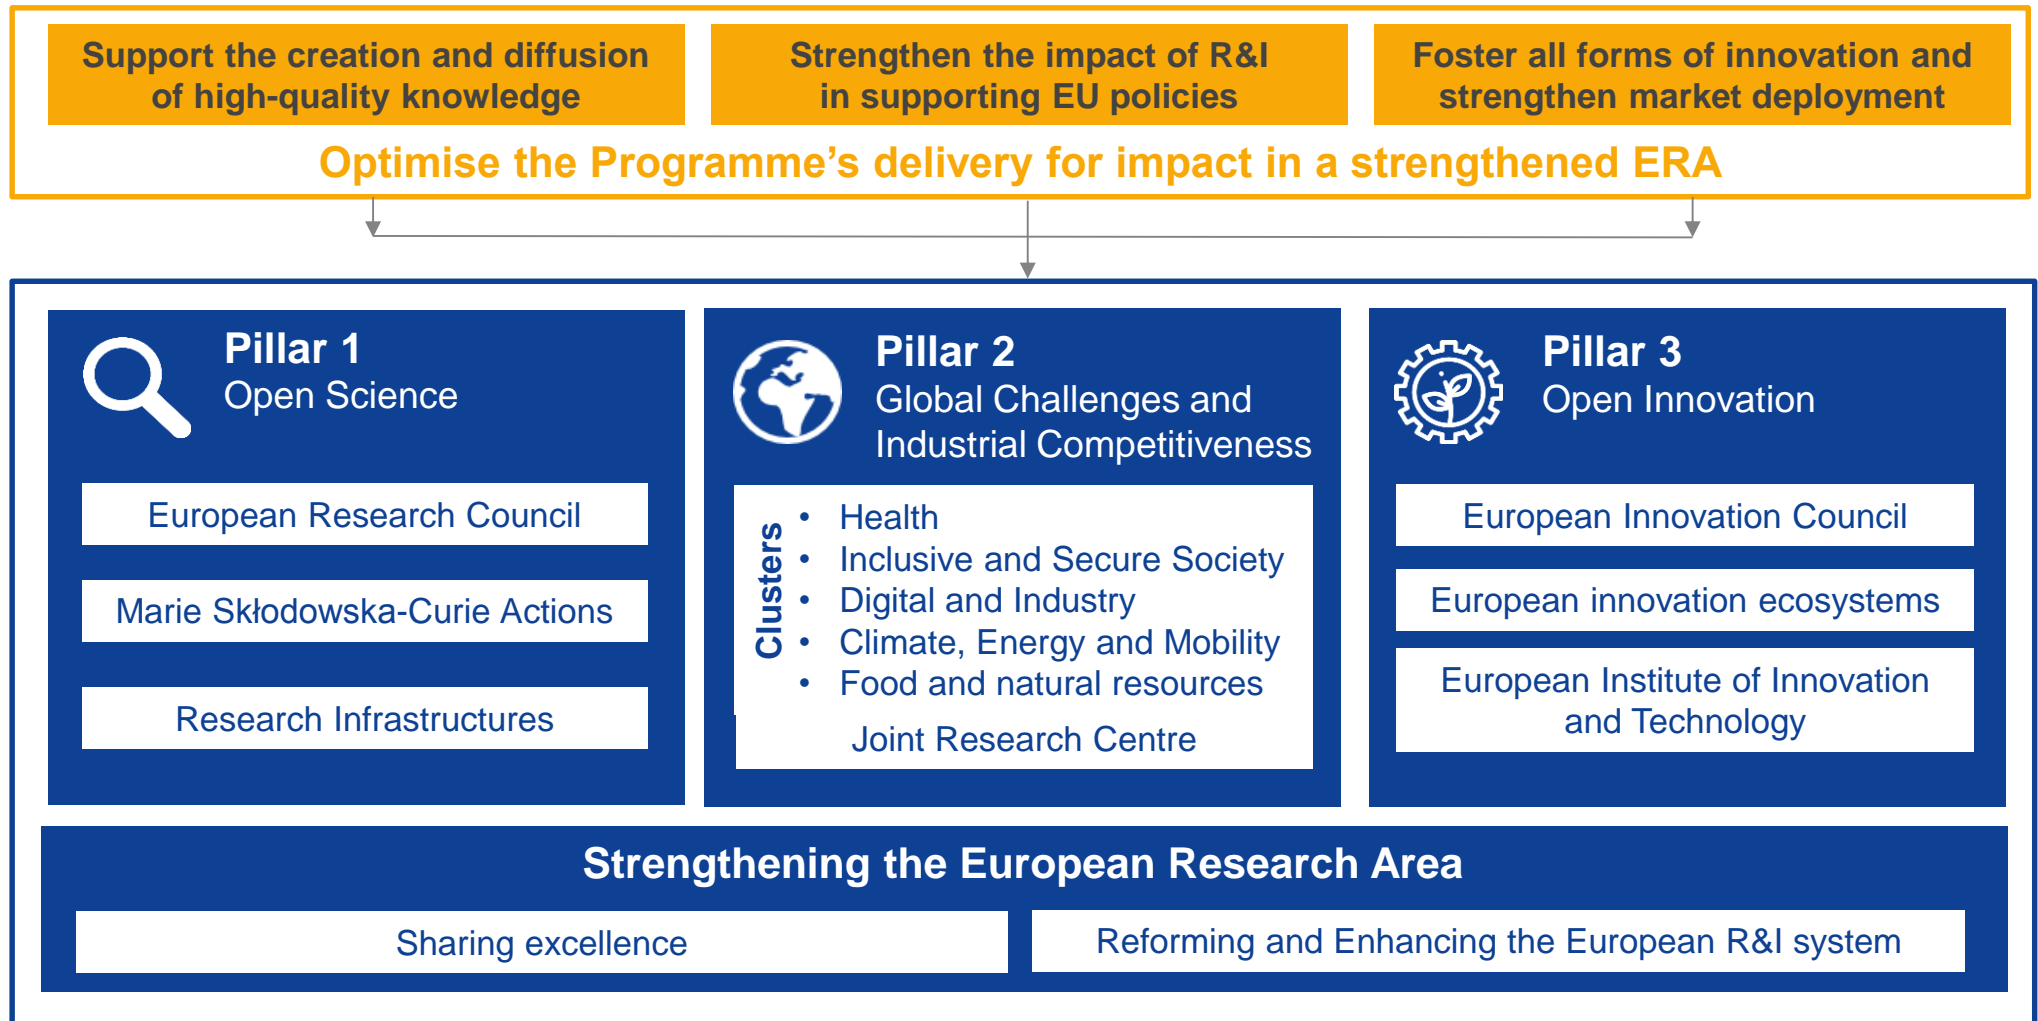 Support the creation and diffusion
of high-quality knowledge
Strengthen the impact of R&I
in supporting EU policies
Foster all forms of innovation and
strengthen market deployment
Optimise the Programme’s delivery for impact in a strengthened ERA
Pillar 1
Open Science
European Research Council
Marie Skłodowska-Curie Actions
Research Infrastructures
Pillar 2
Global Challenges and
Industrial Competitiveness
Clusters
• Health
• Inclusive and Secure Society
• Digital and Industry
• Climate, Energy and Mobility
• Food and natural resources
Joint Research Centre
Pillar 3
Open Innovation
European Innovation Council
European innovation ecosystems
European Institute of Innovation
and Technology
Strengthening the European Research Area
Sharing excellence
Reforming and Enhancing the European R&I system